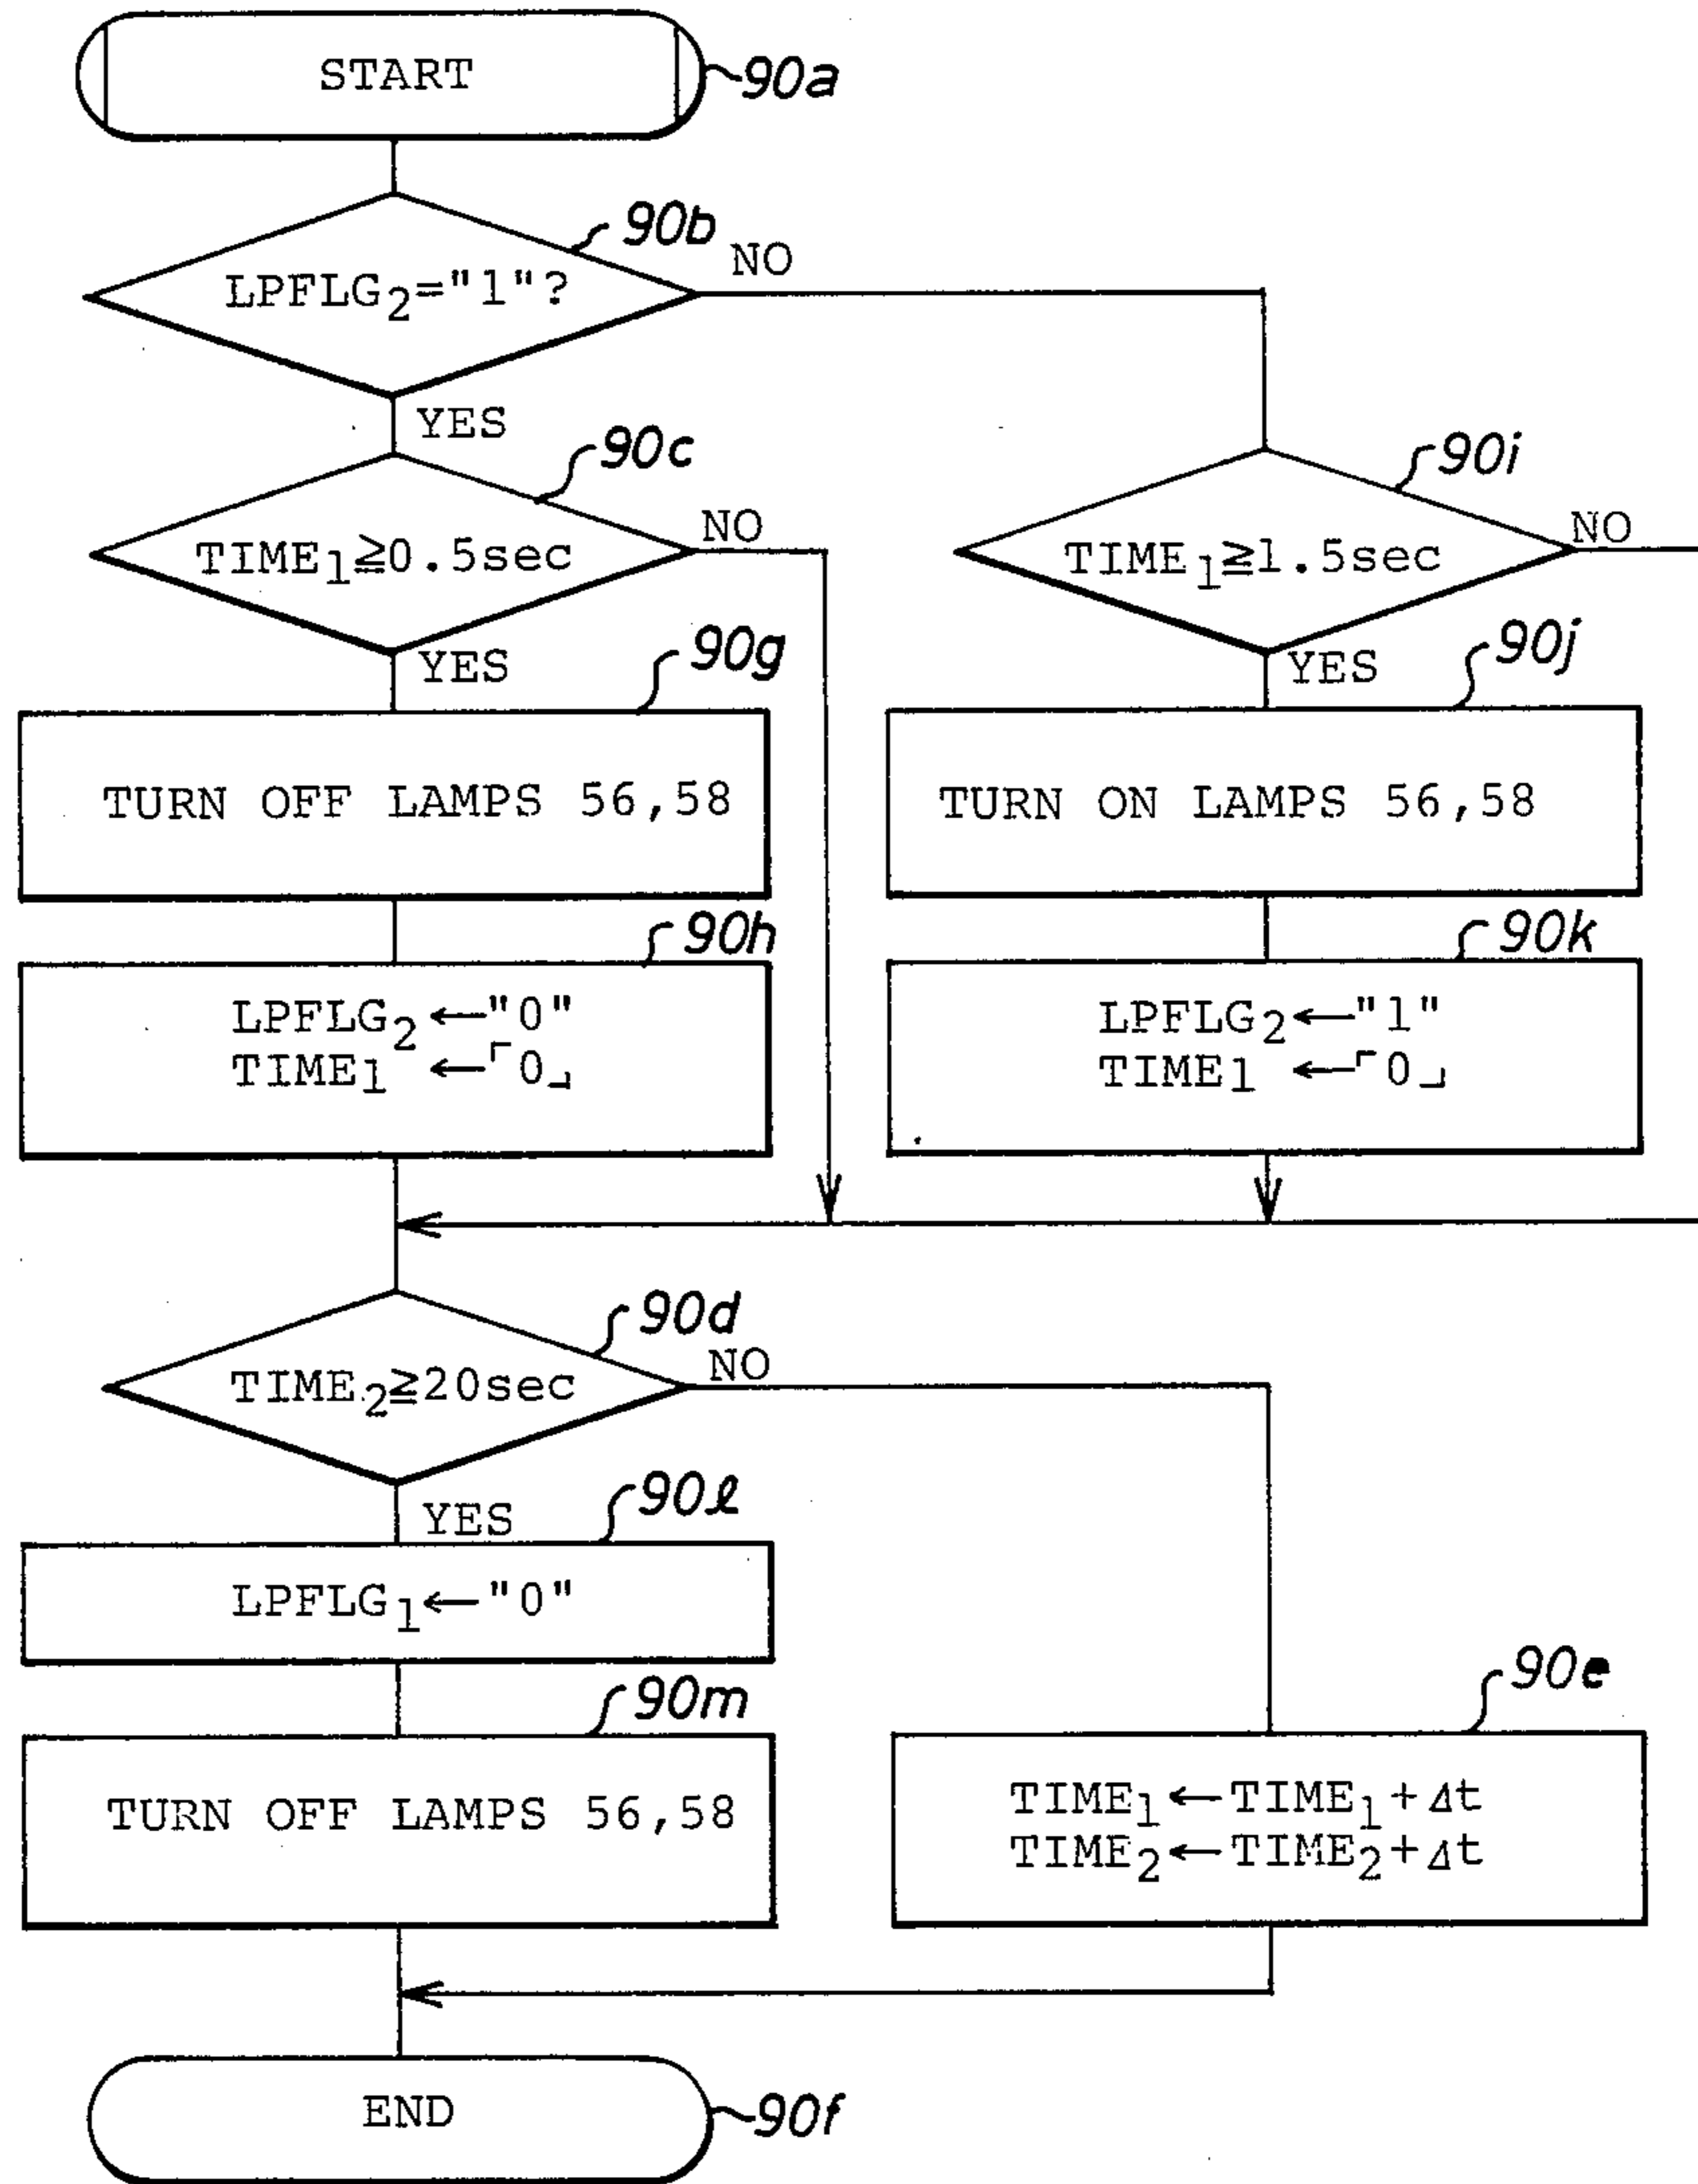 START
90a
90b
LPFLG2="1"?
NO
YES
90c
TIME1≧0.5sec
NO
90i
TIME1≧1.5sec
NO
YES
90g
TURN OFF LAMPS 56,58
YES
90j
TURN ON LAMPS 56,58
90h
LPFLG2←"0"
TIME1←「0」
90k
LPFLG2←"1"
TIME1←「0」
90d
TIME2≧20sec
NO
YES
90l
LPFLG1←"0"
90m
TURN OFF LAMPS 56,58
90e
TIME1←TIME1+Δt
TIME2←TIME2+Δt
END
90f